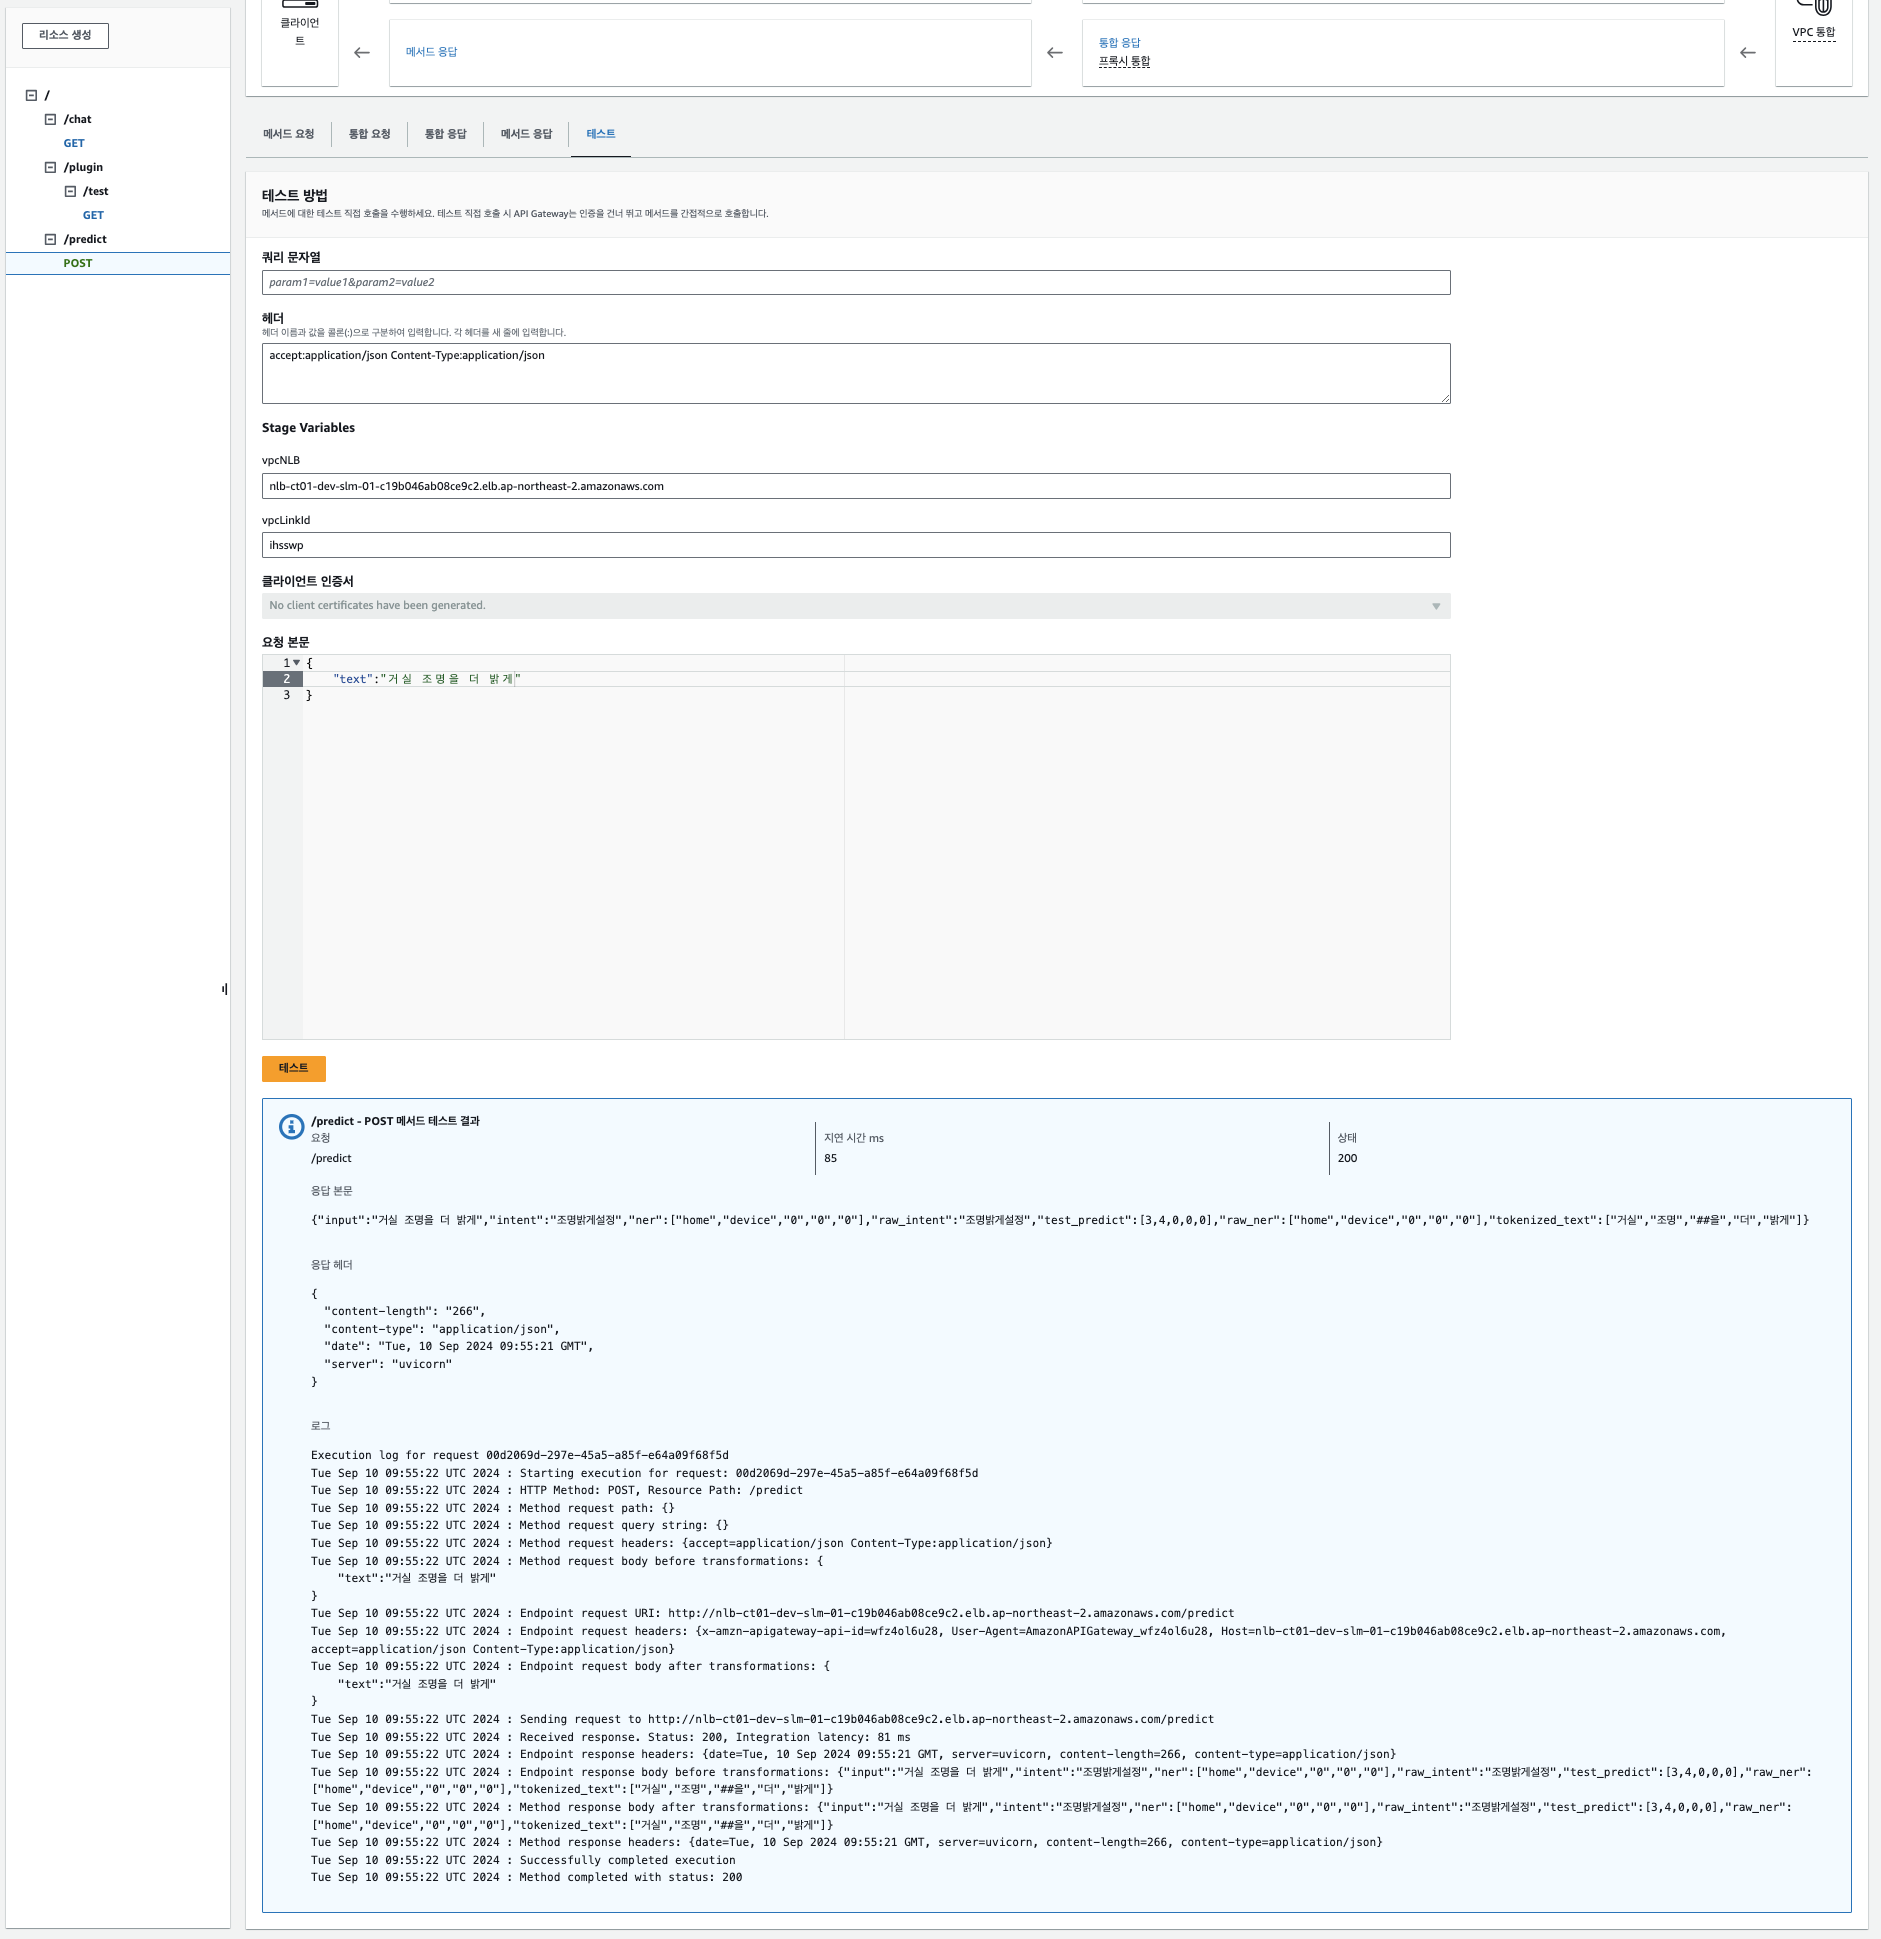 리소스 생성
/
/chat
GET
/plugin
/test
GET
/predict
POST
클라이언
트
메서드 응답
통합 응답
프록시 통합
VPC 통합
메서드 요청
통합 요청
통합 응답
메서드 응답
테스트
테스트 방법
메서드에 대한 테스트 직접 호출을 수행하세요. 테스트 직접 호출 시 API Gateway는 인증을 건너 뛰고 메서드를 간접적으로 호출합니다.
쿼리 문자열
param1=value1&param2=value2
헤더
헤더 이름과 값을 콜론(:)으로 구분하여 입력합니다. 각 헤더를 새 줄에 입력합니다.
accept:application/json Content-Type:application/json
Stage Variables
vpcNLB
nlb-ct01-dev-slm-01-c19b046ab08ce9c2.elb.ap-northeast-2.amazonaws.com
vpcLinkId
ihsswp
클라이언트 인증서
No client certificates have been generated.
요청 본문
1 {
2 "text":"거실 조명을 더 밝게"
3 }
테스트
/predict - POST 메서드 테스트 결과
요청
/predict
지연 시간 ms
85
상태
200
응답 본문
{"input":"거실 조명을 더 밝게","intent":"조명밝게설정","ner":["home","device","0","0","0"],"raw_intent":"조명밝게설정","test_predict":[3,4,0,0,0],"raw_ner":["home","device","0","0","0"],"tokenized_text":["거실","조명","##을","더","밝게"]}
응답 헤더
{
"content-length": "266",
"content-type": "application/json",
"date": "Tue, 10 Sep 2024 09:55:21 GMT",
"server": "uvicorn"
}
로그
Execution log for request 00d2069d-297e-45a5-a85f-e64a09f68f5d
Tue Sep 10 09:55:22 UTC 2024 : Starting execution for request: 00d2069d-297e-45a5-a85f-e64a09f68f5d
Tue Sep 10 09:55:22 UTC 2024 : HTTP Method: POST, Resource Path: /predict
Tue Sep 10 09:55:22 UTC 2024 : Method request path: {}
Tue Sep 10 09:55:22 UTC 2024 : Method request query string: {}
Tue Sep 10 09:55:22 UTC 2024 : Method request headers: {accept=application/json Content-Type:application/json}
Tue Sep 10 09:55:22 UTC 2024 : Method request body before transformations: {
"text":"거실 조명을 더 밝게"
}
Tue Sep 10 09:55:22 UTC 2024 : Endpoint request URI: http://nlb-ct01-dev-slm-01-c19b046ab08ce9c2.elb.ap-northeast-2.amazonaws.com/predict
Tue Sep 10 09:55:22 UTC 2024 : Endpoint request headers: {x-amzn-apigateway-api-id=wfz4ol6u28, User-Agent=AmazonAPIGateway_wfz4ol6u28, Host=nlb-ct01-dev-slm-01-c19b046ab08ce9c2.elb.ap-northeast-2.amazonaws.com,
accept=application/json Content-Type:application/json}
Tue Sep 10 09:55:22 UTC 2024 : Endpoint request body after transformations: {
"text":"거실 조명을 더 밝게"
}
Tue Sep 10 09:55:22 UTC 2024 : Sending request to http://nlb-ct01-dev-slm-01-c19b046ab08ce9c2.elb.ap-northeast-2.amazonaws.com/predict
Tue Sep 10 09:55:22 UTC 2024 : Received response. Status: 200, Integration latency: 81 ms
Tue Sep 10 09:55:22 UTC 2024 : Endpoint response headers: {date=Tue, 10 Sep 2024 09:55:21 GMT, server=uvicorn, content-length=266, content-type=application/json}
Tue Sep 10 09:55:22 UTC 2024 : Endpoint response body before transformations: {"input":"거실 조명을 더 밝게","intent":"조명밝게설정","ner":["home","device","0","0","0"],"raw_intent":"조명밝게설정","test_predict":[3,4,0,0,0],"raw_ner":
["home","device","0","0","0"],"tokenized_text":["거실","조명","##을","더","밝게"]}
Tue Sep 10 09:55:22 UTC 2024 : Method response body after transformations: {"input":"거실 조명을 더 밝게","intent":"조명밝게설정","ner":["home","device","0","0","0"],"raw_intent":"조명밝게설정","test_predict":[3,4,0,0,0],"raw_ner":
["home","device","0","0","0"],"tokenized_text":["거실","조명","##을","더","밝게"]}
Tue Sep 10 09:55:22 UTC 2024 : Method response headers: {date=Tue, 10 Sep 2024 09:55:21 GMT, server=uvicorn, content-length=266, content-type=application/json}
Tue Sep 10 09:55:22 UTC 2024 : Successfully completed execution
Tue Sep 10 09:55:22 UTC 2024 : Method completed with status: 200